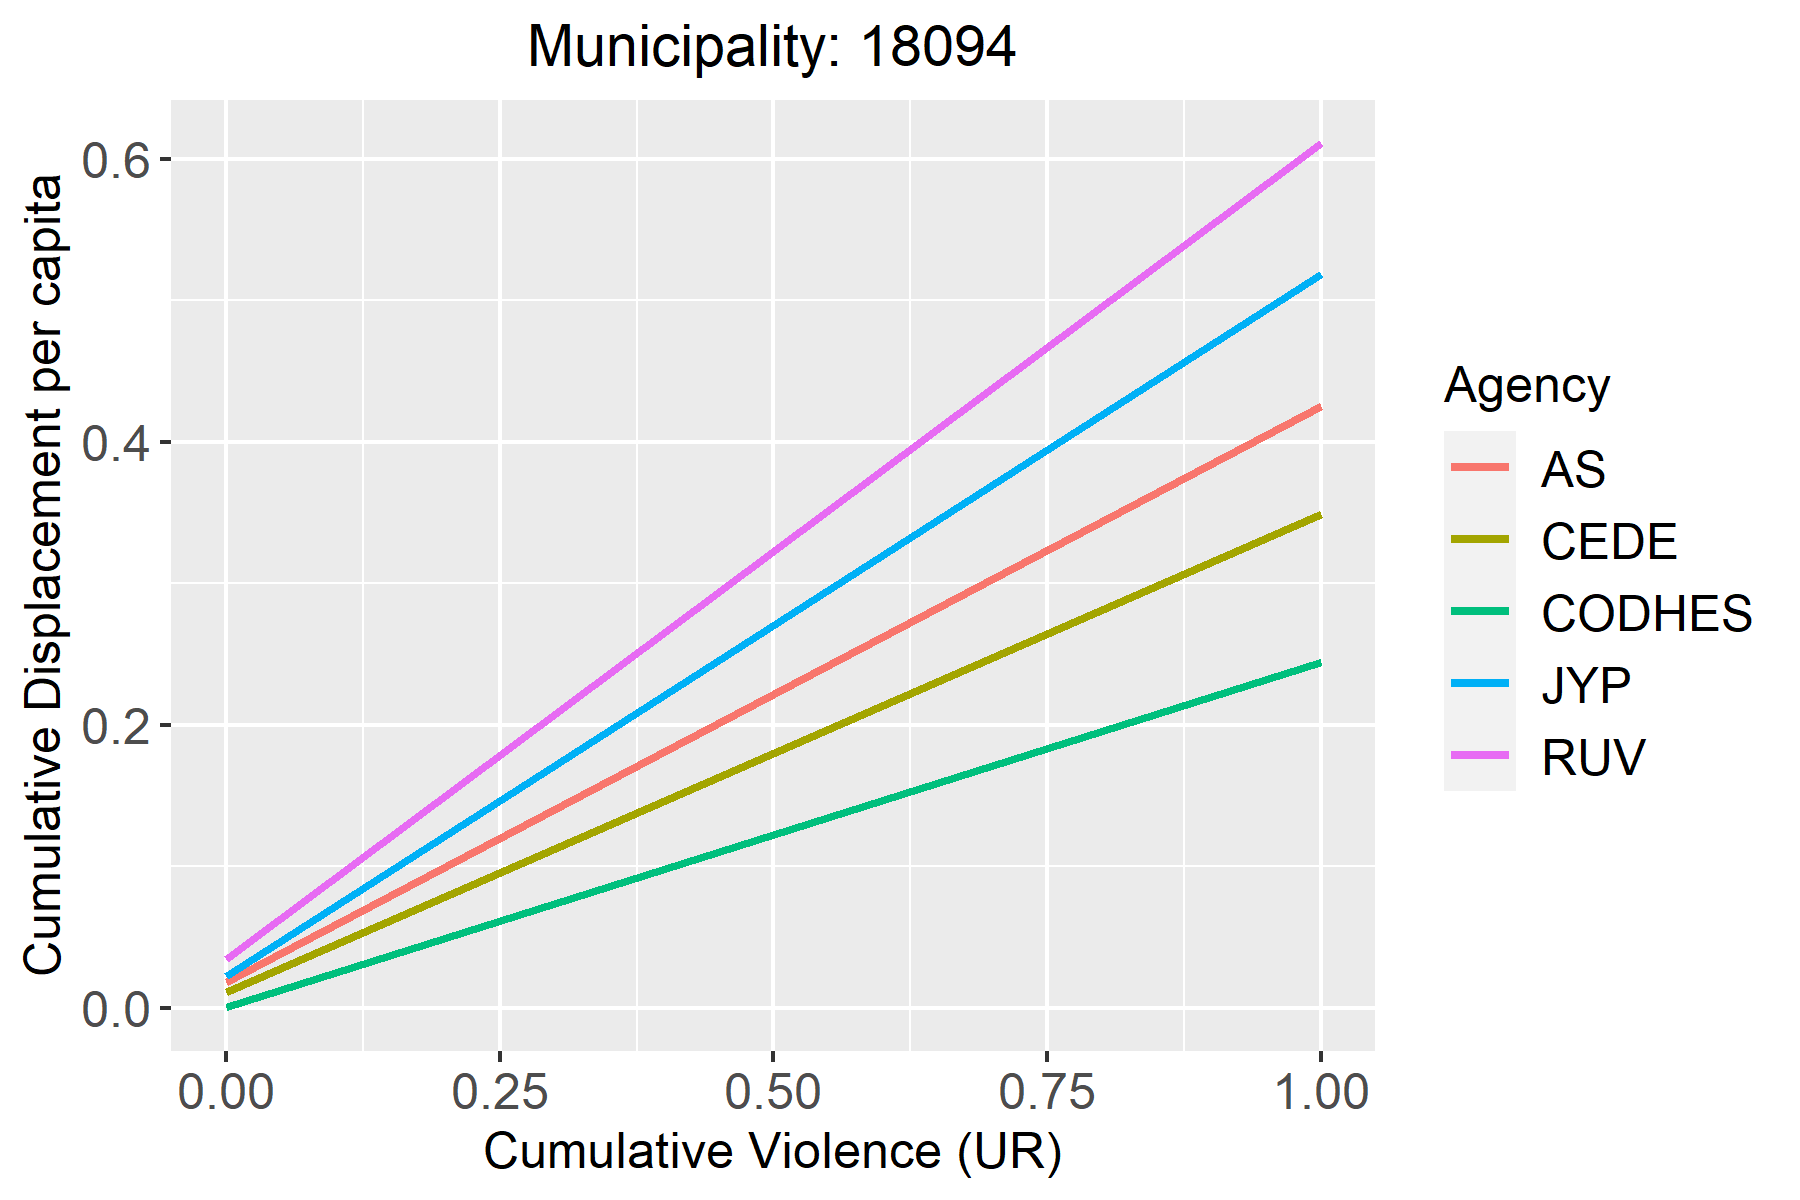 Municipality: 18094
Cumulative Displacement per capita
0.6
0.4
0.2
0.0
0.00 0.25 0.50 0.75 1.00
Cumulative Violence (UR)
Agency
AS
CEDE
CODHES
JYP
RUV